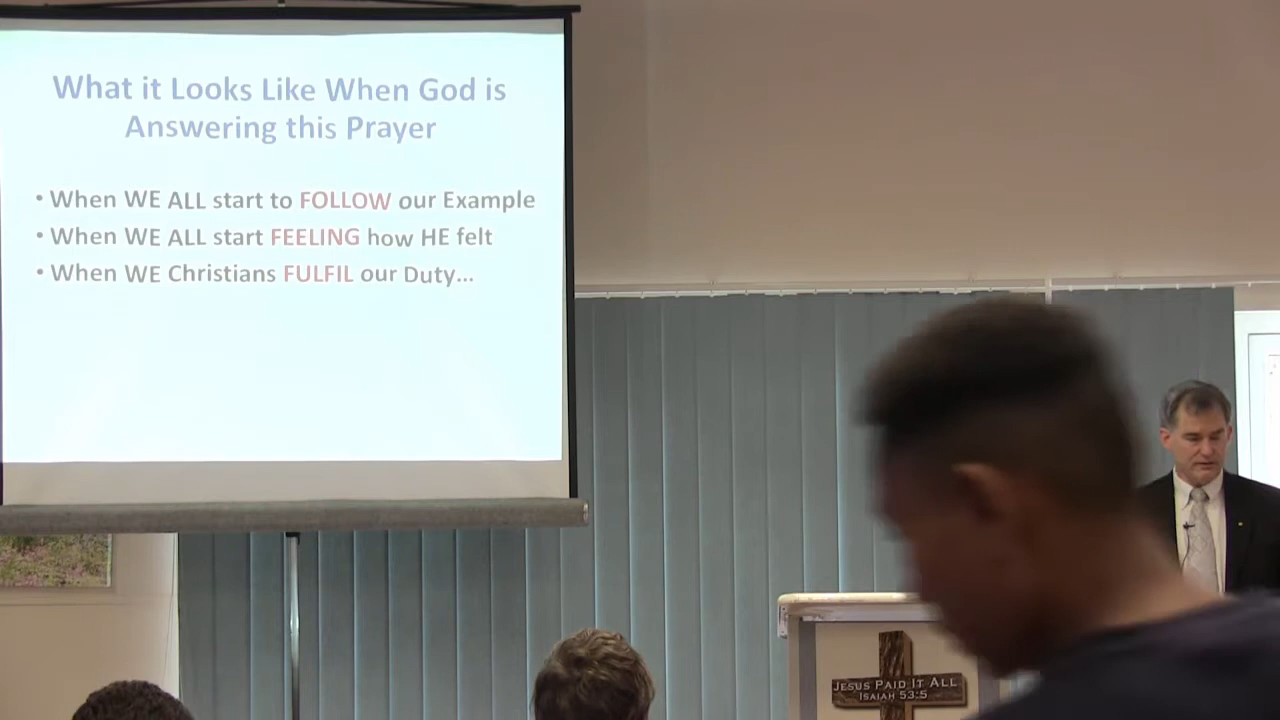 What it Looks Like When God is
Answering this Prayer
• When WE ALL start to FOLLOW our Example
• When WE ALL start FEELING how HE felt
• When WE Christians FULFIL our Duty...
JESUS PAID IT ALL
ISAIAH 53:5